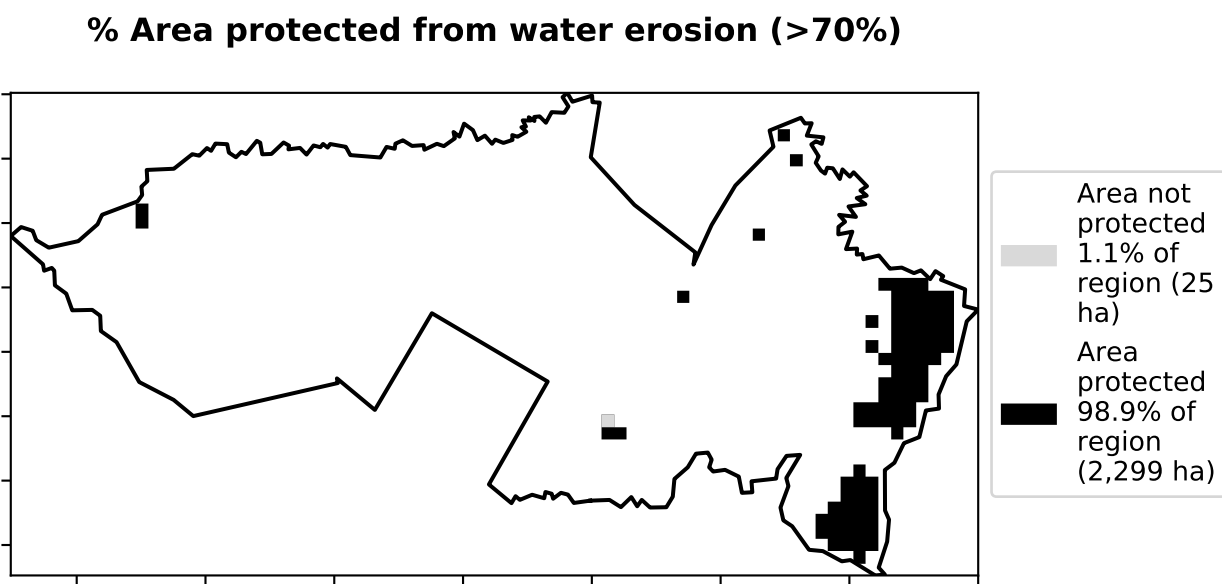 % Area protected from water erosion (>70%)
Area not
protected
1.1% of
region (25
ha)
Area
protected
98.9% of
region
(2,299 ha)